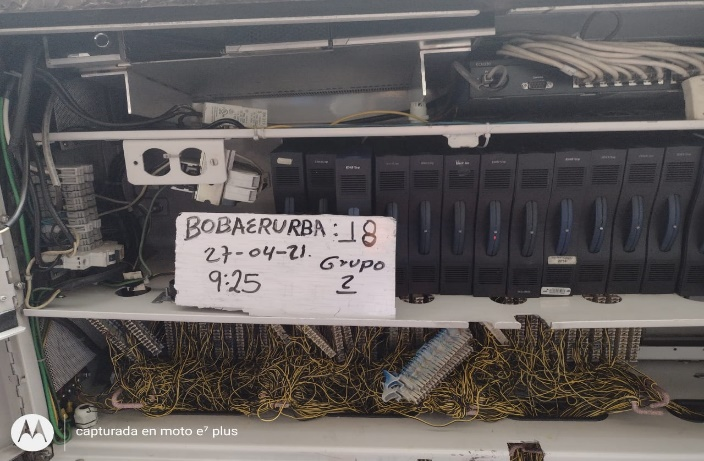 BOBAERURBA: 18
27-04-21.
9:25
Grupo
2
capturada en moto e⁷ plus